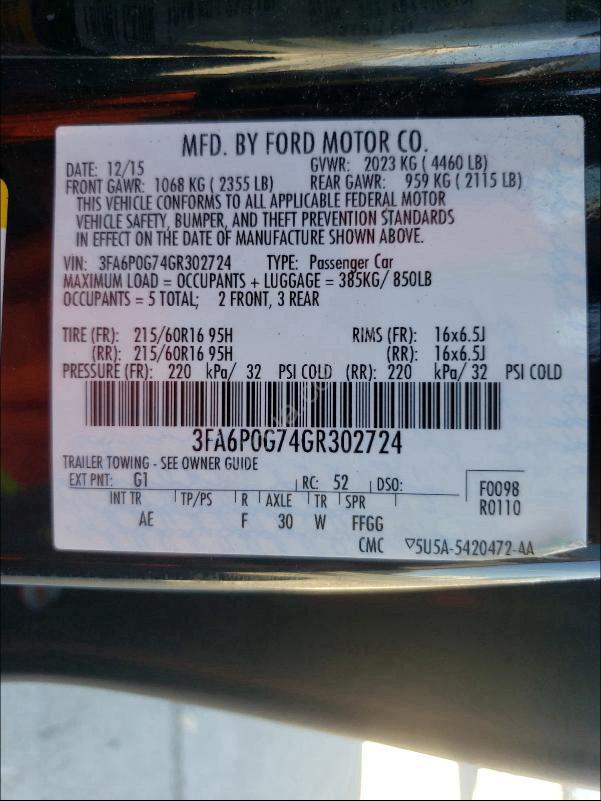 MFD. BY FORD MOTOR CO.
DATE: 12/15 GVWR: 2023 KG ( 4460 LB)
FRONT GAWR: 1068 KG ( 2355 LB) REAR GAWR: 959 KG ( 2115 LB)
THIS VEHICLE CONFORMS TO ALL APPLICABLE FEDERAL MOTOR
VEHICLE SAFETY, BUMPER, AND THEFT PREVENTION STANDARDS
IN EFFECT ON THE DATE OF MANUFACTURE SHOWN ABOVE.
VIN: 3FA6P0G74GR302724 TYPE: Passenger Car
MAXIMUM LOAD = OCCUPANTS + LUGGAGE = 385KG/ 850LB
OCCUPANTS = 5 TOTAL; 2 FRONT, 3 REAR
TIRE (FR): 215/60R16 95H RIMS (FR): 16x6.5J
(RR): 215/60R16 95H (RR): 16x6.5J
PRESSURE (FR): 220 kPa/ 32 PSI COLD (RR): 220 kPa/ 32 PSI COLD
3FA6P0G74GR302724
TRAILER TOWING - SEE OWNER GUIDE
EXT PNT: G1 RC: 52 DSO: F0098
INT TR TP/PS R AXLE TR SPR R0110
AE F 30 W FFGG
CMC ▽5U5A-5420472-AA